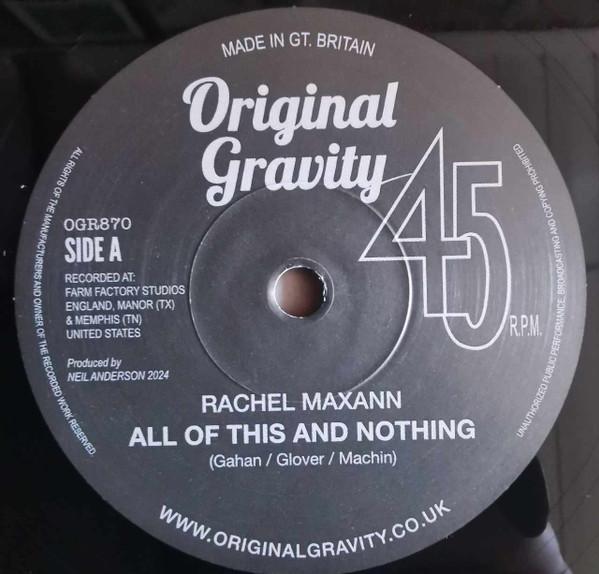 MADE IN GT. BRITAIN
Original
Gravity
45
R.P.M.
OGR870
SIDE A
RECORDED AT:
FARM FACTORY STUDIOS
ENGLAND, MANOR (TX)
& MEMPHIS (TN)
UNITED STATES
Produced by
NEIL ANDERSON 2024
RACHEL MAXANN
ALL OF THIS AND NOTHING
(Gahan / Glover / Machin)
WWW.ORIGINALGRAVITY.CO.UK
ALL RIGHTS OF THE MANUFACTURERS AND OWNER OF THE RECORDED WORK RESERVED.
UNAUTHORIZED PUBLIC PERFORMANCE, BROADCASTING AND COPYING PROHIBITED